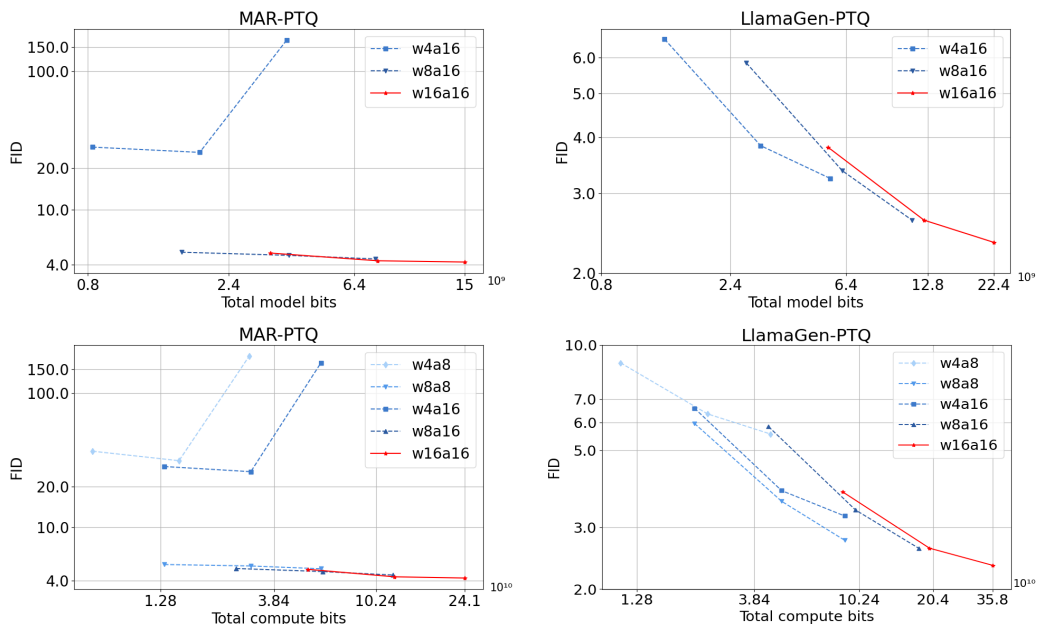 MAR-PTQ
150.0
100.0
20.0
10.0
4.0
FID
w4a16
w8a16
w16a16
0.8 2.4 6.4 15
10⁹
Total model bits
LlamaGen-PTQ
6.0
5.0
4.0
3.0
2.0
FID
w4a16
w8a16
w16a16
0.8 2.4 6.4 12.8 22.4
10⁹
Total model bits
MAR-PTQ
150.0
100.0
20.0
10.0
4.0
FID
w4a8
w8a8
w4a16
w8a16
w16a16
1.28 3.84 10.24 24.1
10¹⁰
Total compute bits
LlamaGen-PTQ
10.0
7.0
6.0
5.0
3.0
2.0
FID
w4a8
w8a8
w4a16
w8a16
w16a16
1.28 3.84 10.24 20.4 35.8
10¹⁰
Total compute bits